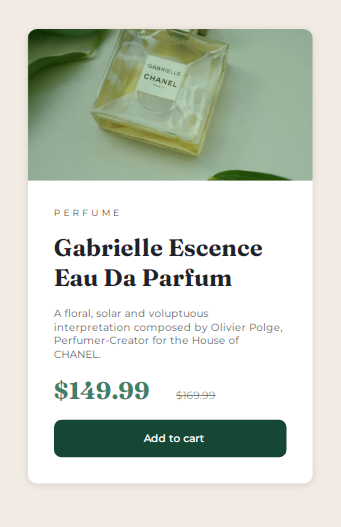 GABRIELLE
CHANEL
PARIS
PERFUME
Gabrielle Escence
Eau Da Parfum
A floral, solar and voluptuous
interpretation composed by Olivier Polge,
Perfumer-Creator for the House of
CHANEL.
$149.99 $169.99
Add to cart